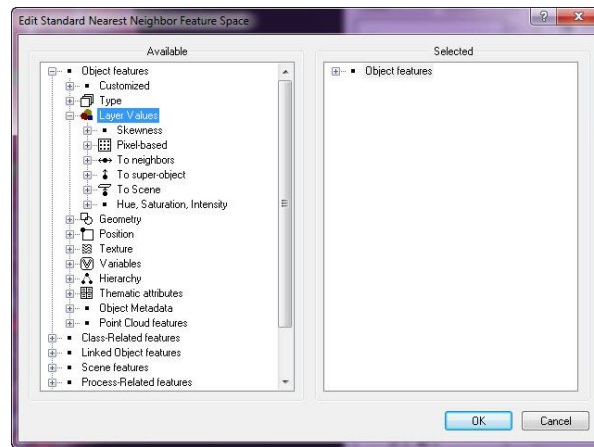 Edit Standard Nearest Neighbor Feature Space
Available
Object features
Customized
Type
Layer Values
Skewness
Pixel-based
To neighbors
To super-object
To Scene
Hue, Saturation, Intensity
Geometry
Position
Texture
Variables
Hierarchy
Thematic attributes
Object Metadata
Point Cloud features
Class-Related features
Linked Object features
Scene features
Process-Related features
Selected
Object features
OK
Cancel